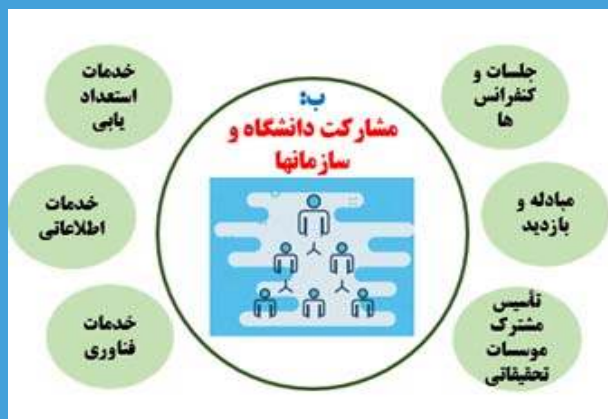 ب:
مشارکت دانشگاه و
سازمانها
جلسات و
کنفرانس
ها
مبادله و
بازدید
تأسیس
مشترک
موسسات
تحقیقاتی
خدمات
استعداد
یابی
خدمات
اطلاعاتی
خدمات
فناوری